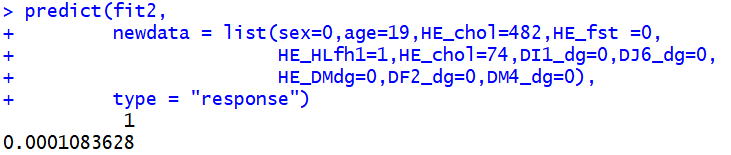 > predict(fit2,
+ newdata = list(sex=0,age=19,HE_chol=482,HE_fst =0,
+ HE_HLfh1=1,HE_chol=74,DI1_dg=0,DJ6_dg=0,
+ HE_DMdg=0,DF2_dg=0,DM4_dg=0),
+ type = "response")
1
0.0001083628